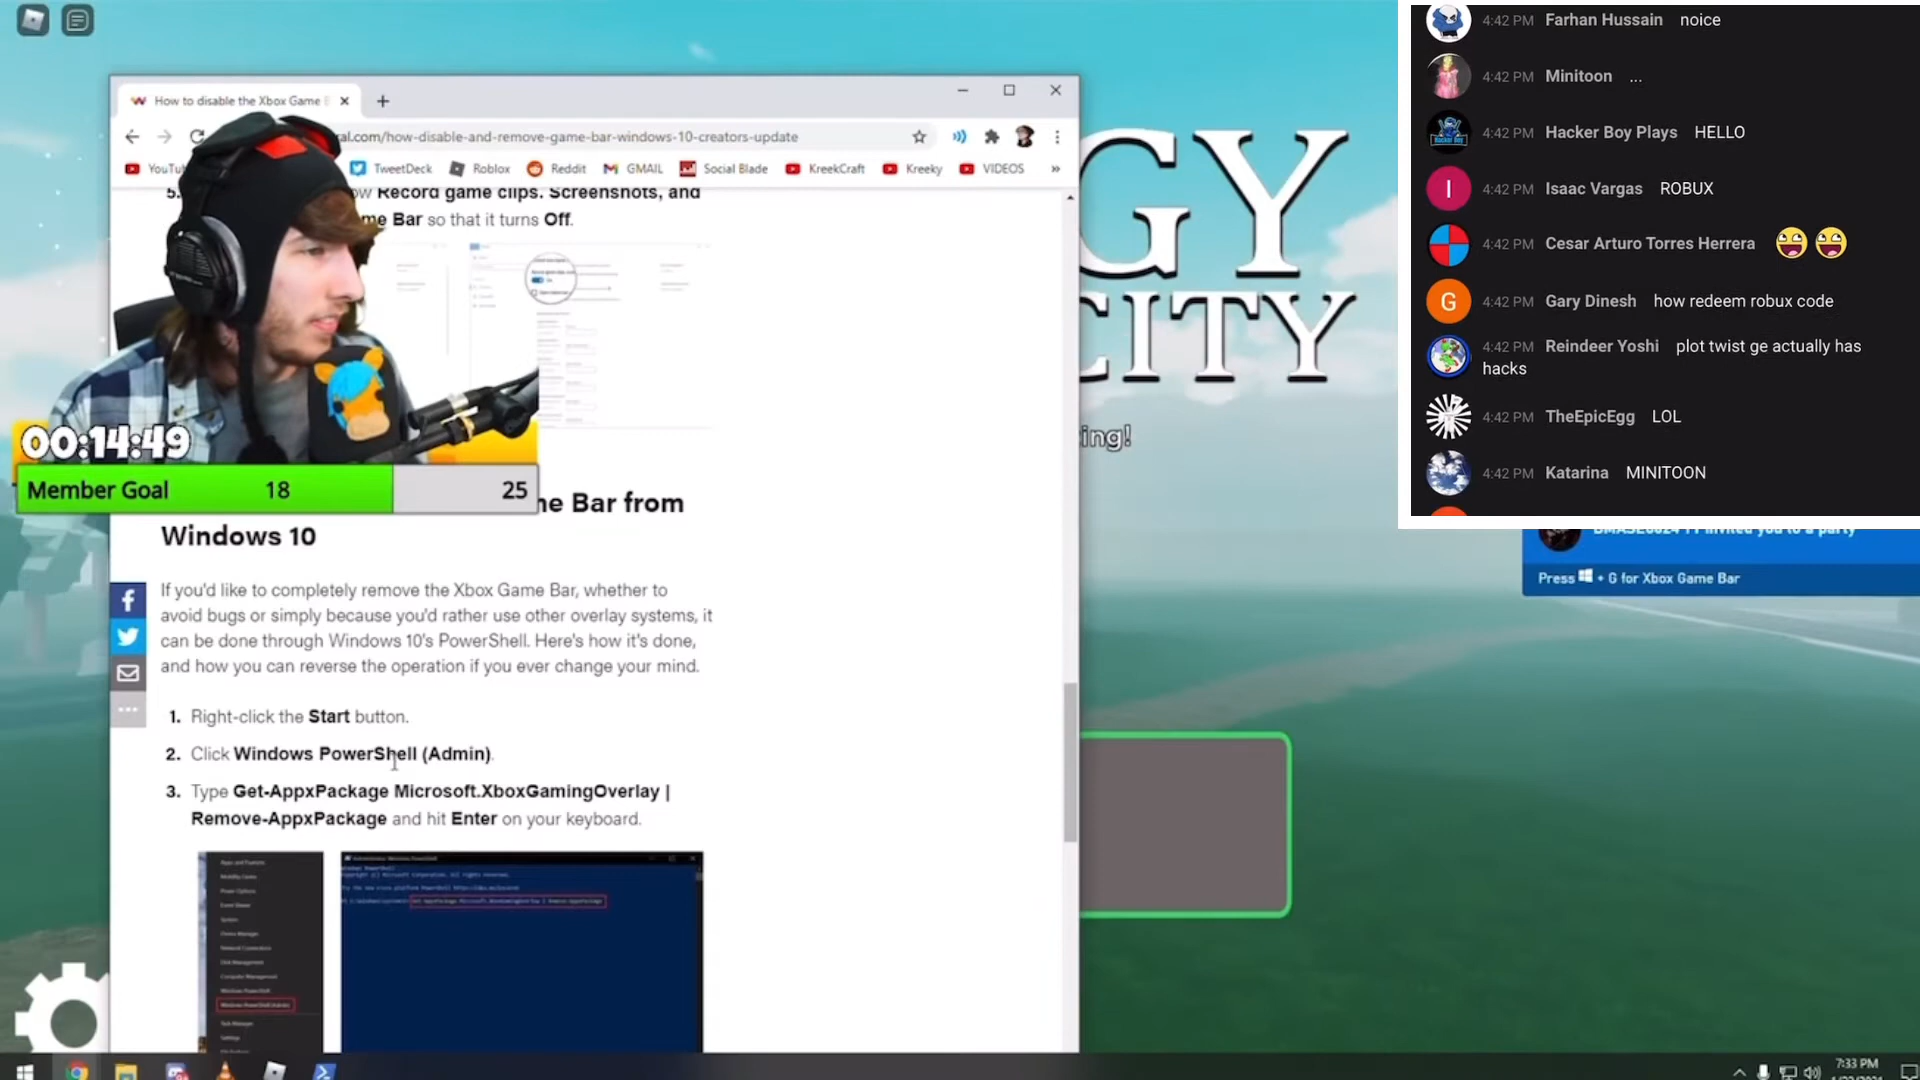 How to disable the Xbox Game
al.com/how-disable-and-remove-game-bar-windows-10-creators-update
TweetDeck Roblox Reddit GMAIL Social Blade KreekCraft Kreeky VIDEOS »
Record game clips. Screenshots, and
Bar so that it turns Off.
GY
CITY
ing!
00:14:49
Member Goal 18 25
Bar from
Windows 10
If you'd like to completely remove the Xbox Game Bar, whether to
avoid bugs or simply because you'd rather use other overlay systems, it
can be done through Windows 10's PowerShell. Here's how it's done,
and how you can reverse the operation if you ever change your mind.
1. Right-click the Start button.
2. Click Windows PowerShell (Admin).
3. Type Get-AppxPackage Microsoft.XboxGamingOverlay |
Remove-AppxPackage and hit Enter on your keyboard.
4:42 PM Farhan Hussain noice
4:42 PM Minitoon ...
4:42 PM Hacker Boy Plays HELLO
I 4:42 PM Isaac Vargas ROBUX
4:42 PM Cesar Arturo Torres Herrera
G 4:42 PM Gary Dinesh how redeem robux code
4:42 PM Reindeer Yoshi plot twist ge actually has
hacks
4:42 PM TheEpicEgg LOL
4:42 PM Katarina MINITOON
invited you to a party
Press + G for Xbox Game Bar
7:33 PM